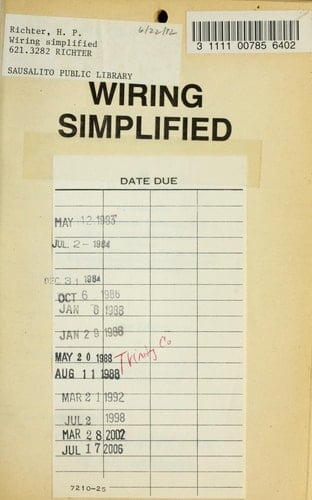 Richter, H. P.
Wiring simplified
621.3282 RICHTER
6/22/82
3 1111 00785 6402
SAUSALITO PUBLIC LIBRARY
WIRING
SIMPLIFIED
DATE DUE
MAY 12 1983
JUL 2 - 1984
DEC 31 1984
OCT 6 1986
JAN 8 1988
JAN 29 1988
Trinity Co
MAY 20 1988
AUG 11 1988
MAR 21 1992
JUL 2 1998
MAR 28 2002
JUL 17 2006
7210-25